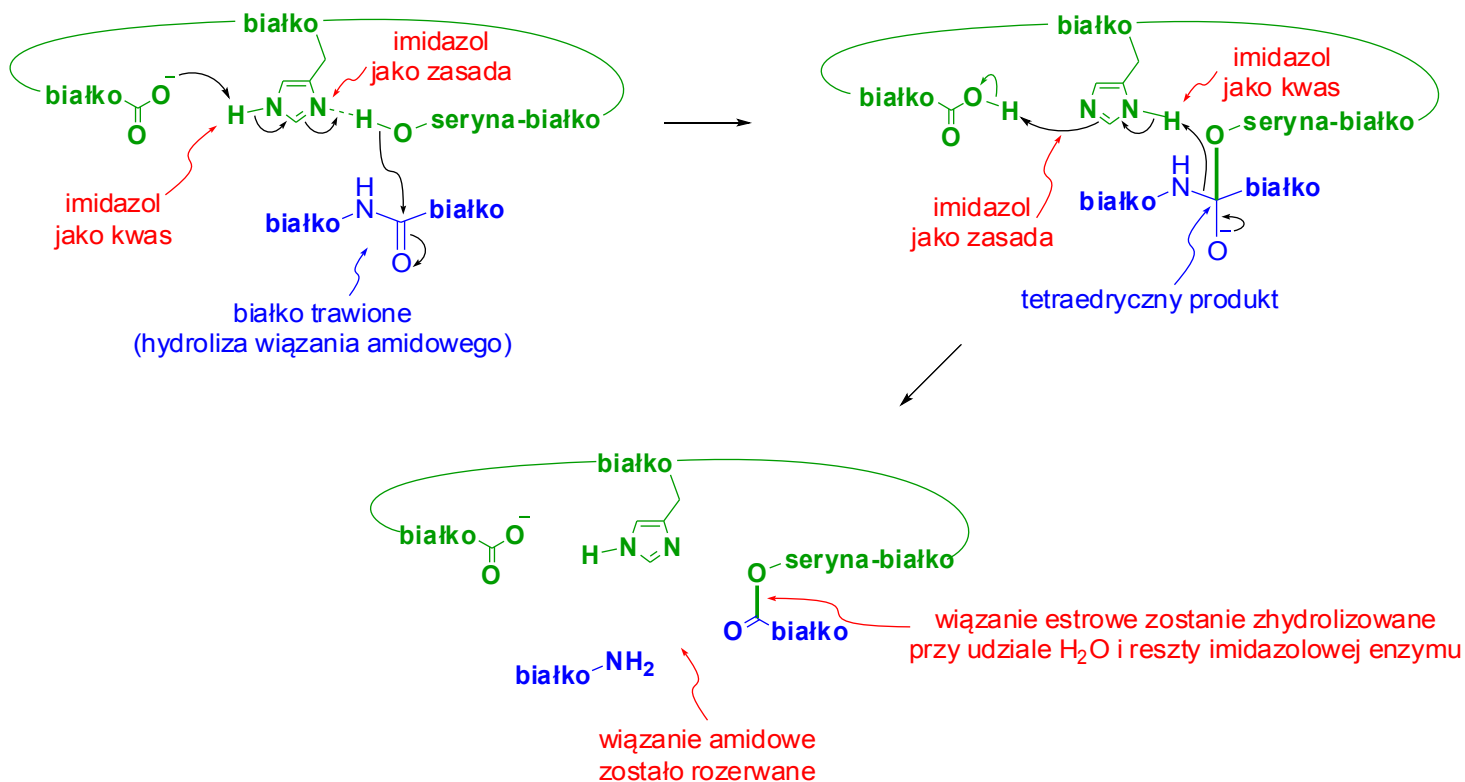 białko
imidazol
jako zasada
białko
O
–
O
H
N
N
H
O
seryna-białko
imidazol
jako kwas
H
N
białko
białko
O
białko trawione
(hydroliza wiązania amidowego)
białko
imidazol
jako kwas
białko
O
H
O
N
N
H
O
seryna-białko
H
N
białko
białko
–
O
imidazol
jako zasada
tetraedryczny produkt
białko
białko
O
–
O
H
N
N
O
seryna-białko
O
białko
białko
NH2
wiązanie estrowe zostanie zhydrolizowane
przy udziale H2O i reszty imidazolowej enzymu
wiązanie amidowe
zostało rozerwane